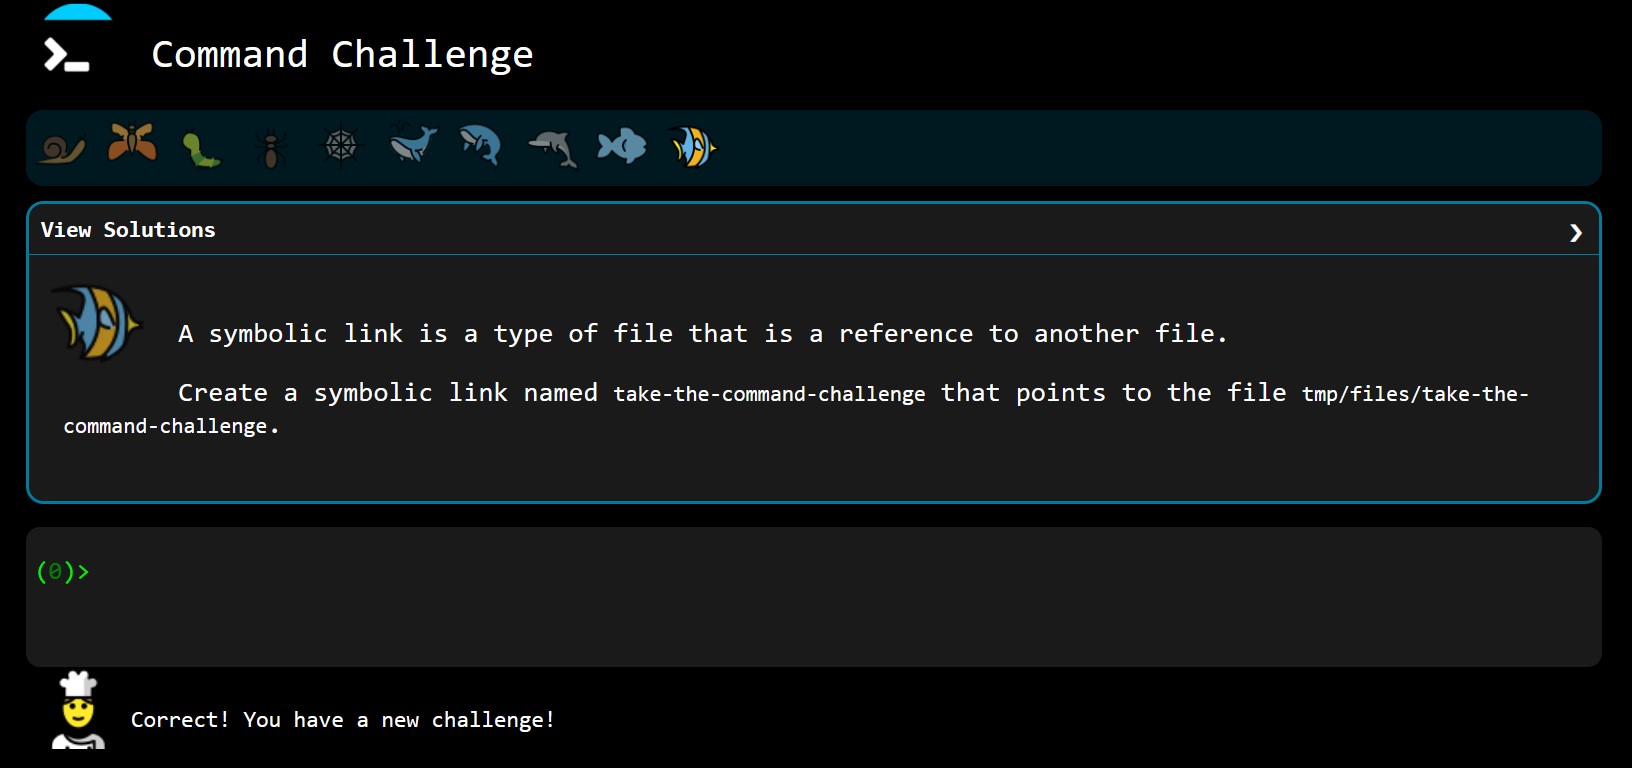 Command Challenge
View Solutions
A symbolic link is a type of file that is a reference to another file.
Create a symbolic link named take-the-command-challenge that points to the file tmp/files/take-the-
command-challenge.
(0)>
Correct! You have a new challenge!